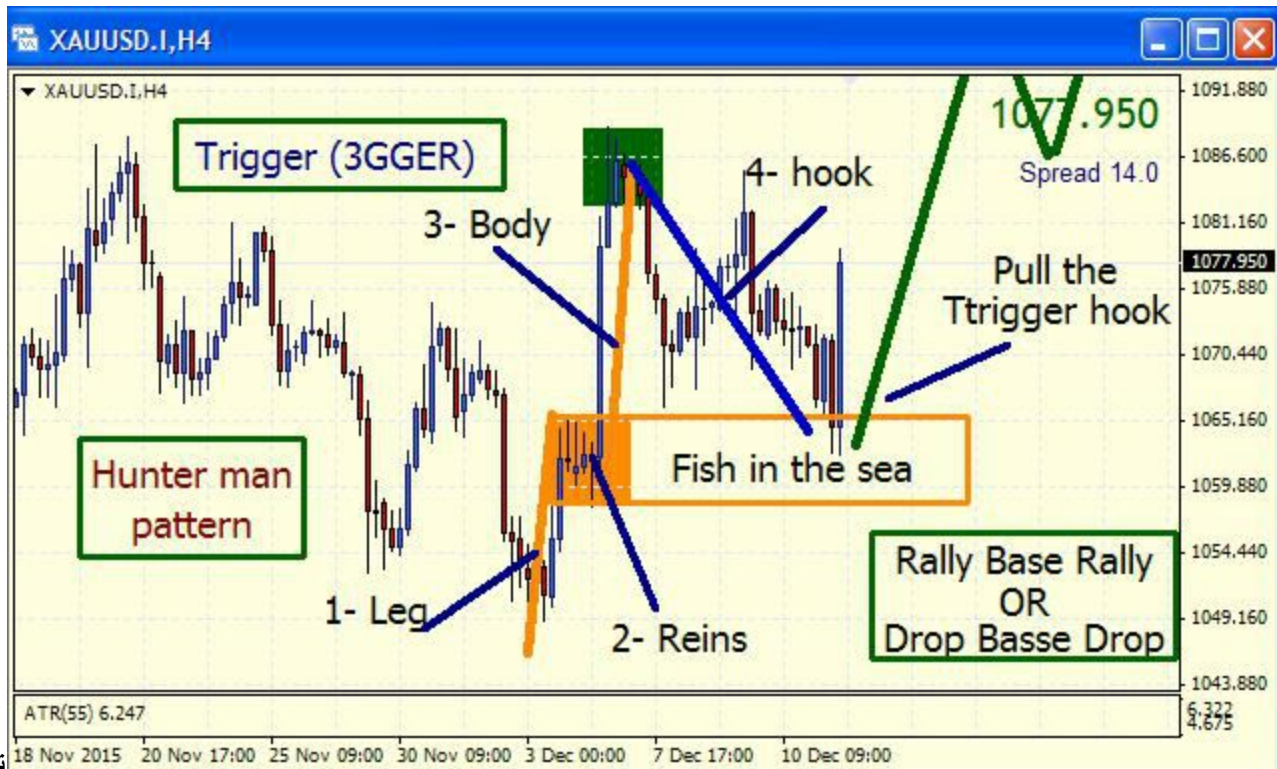 XAUUSD.I,H4
XAUUSD.I,H4
1077.950
Spread 14.0
Trigger (3GGER)
3- Body
4- hook
Pull the
Ttrigger hook
Hunter man
pattern
Fish in the sea
1- Leg
2- Reins
Rally Base Rally
OR
Drop Basse Drop
1091.880
1086.600
1081.160
1077.950
1075.880
1070.440
1065.160
1059.880
1054.440
1049.160
1043.880
ATR(55) 6.247
6.322
4.675
18 Nov 2015 20 Nov 17:00 25 Nov 09:00 30 Nov 09:00 3 Dec 00:00 7 Dec 17:00 10 Dec 09:00